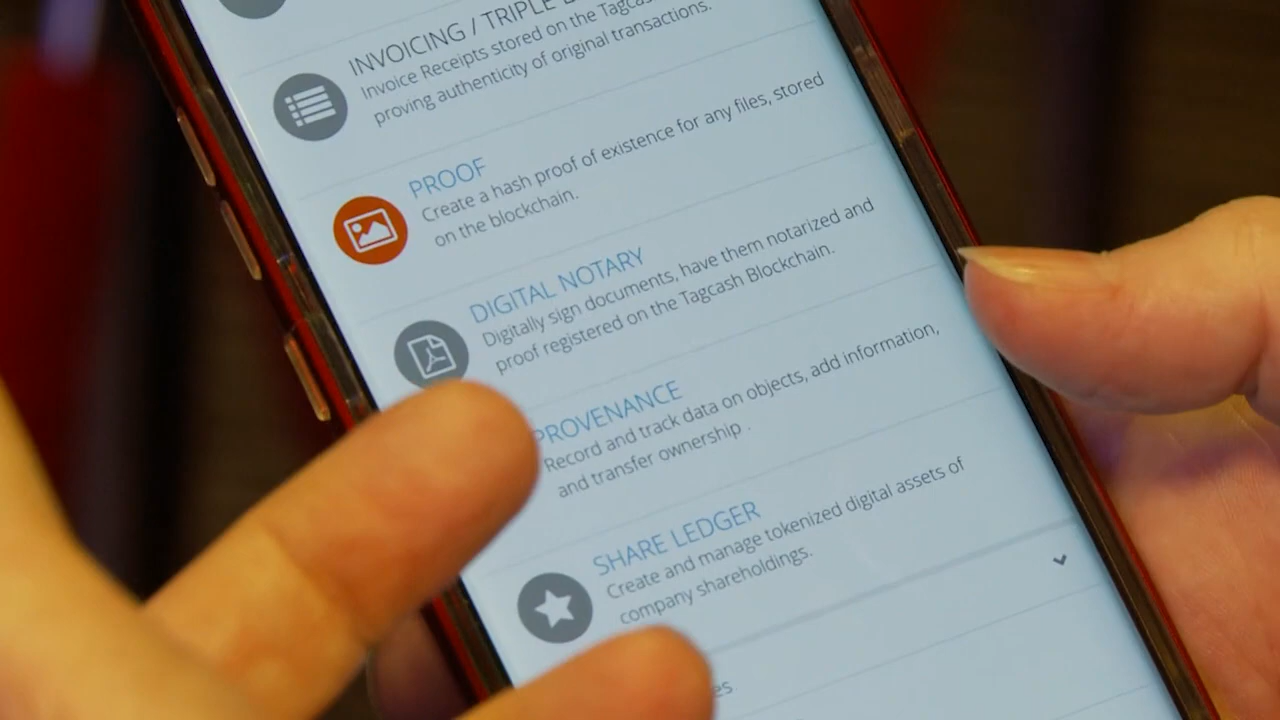 INVOICING / TRIPLE
Invoice Receipts stored on the
proving authenticity of original transactions.
PROOF
Create a hash proof of existence for any files, stored
on the blockchain.
DIGITAL NOTARY
Digitally sign documents, have them notarized and
proof registered on the Tagcash Blockchain.
PROVENANCE
Record and track data on objects, add information,
and transfer ownership .
SHARE LEDGER
Create and manage tokenized digital assets of
company shareholdings.